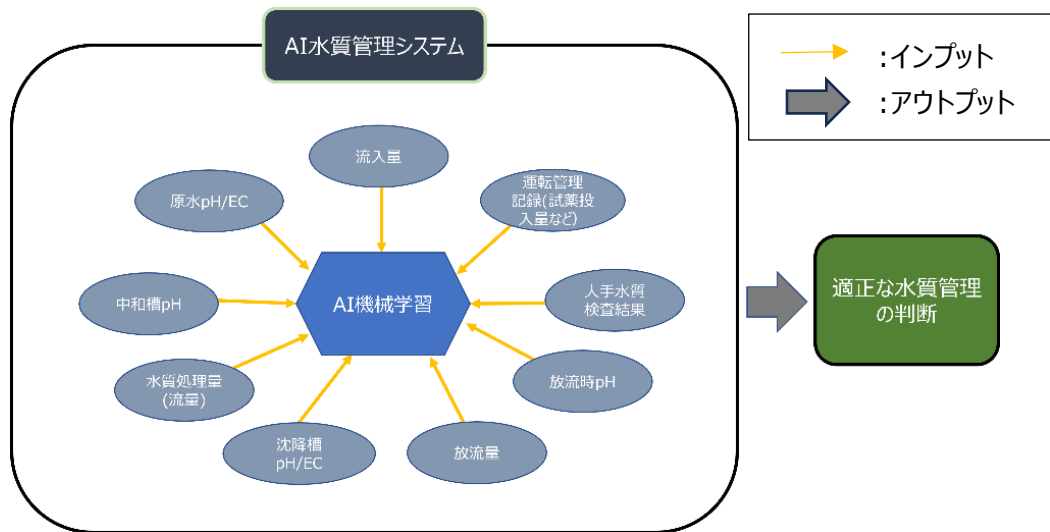 AI水質管理システム
:インプット
:アウトプット
流入量
原水pH/EC
運転管理
記録(試薬投
入量など)
中和槽pH
AI機械学習
人手水質
検査結果
適正な水質管理
の判断
水質処理量
(流量)
放流時pH
沈降槽
pH/EC
放流量